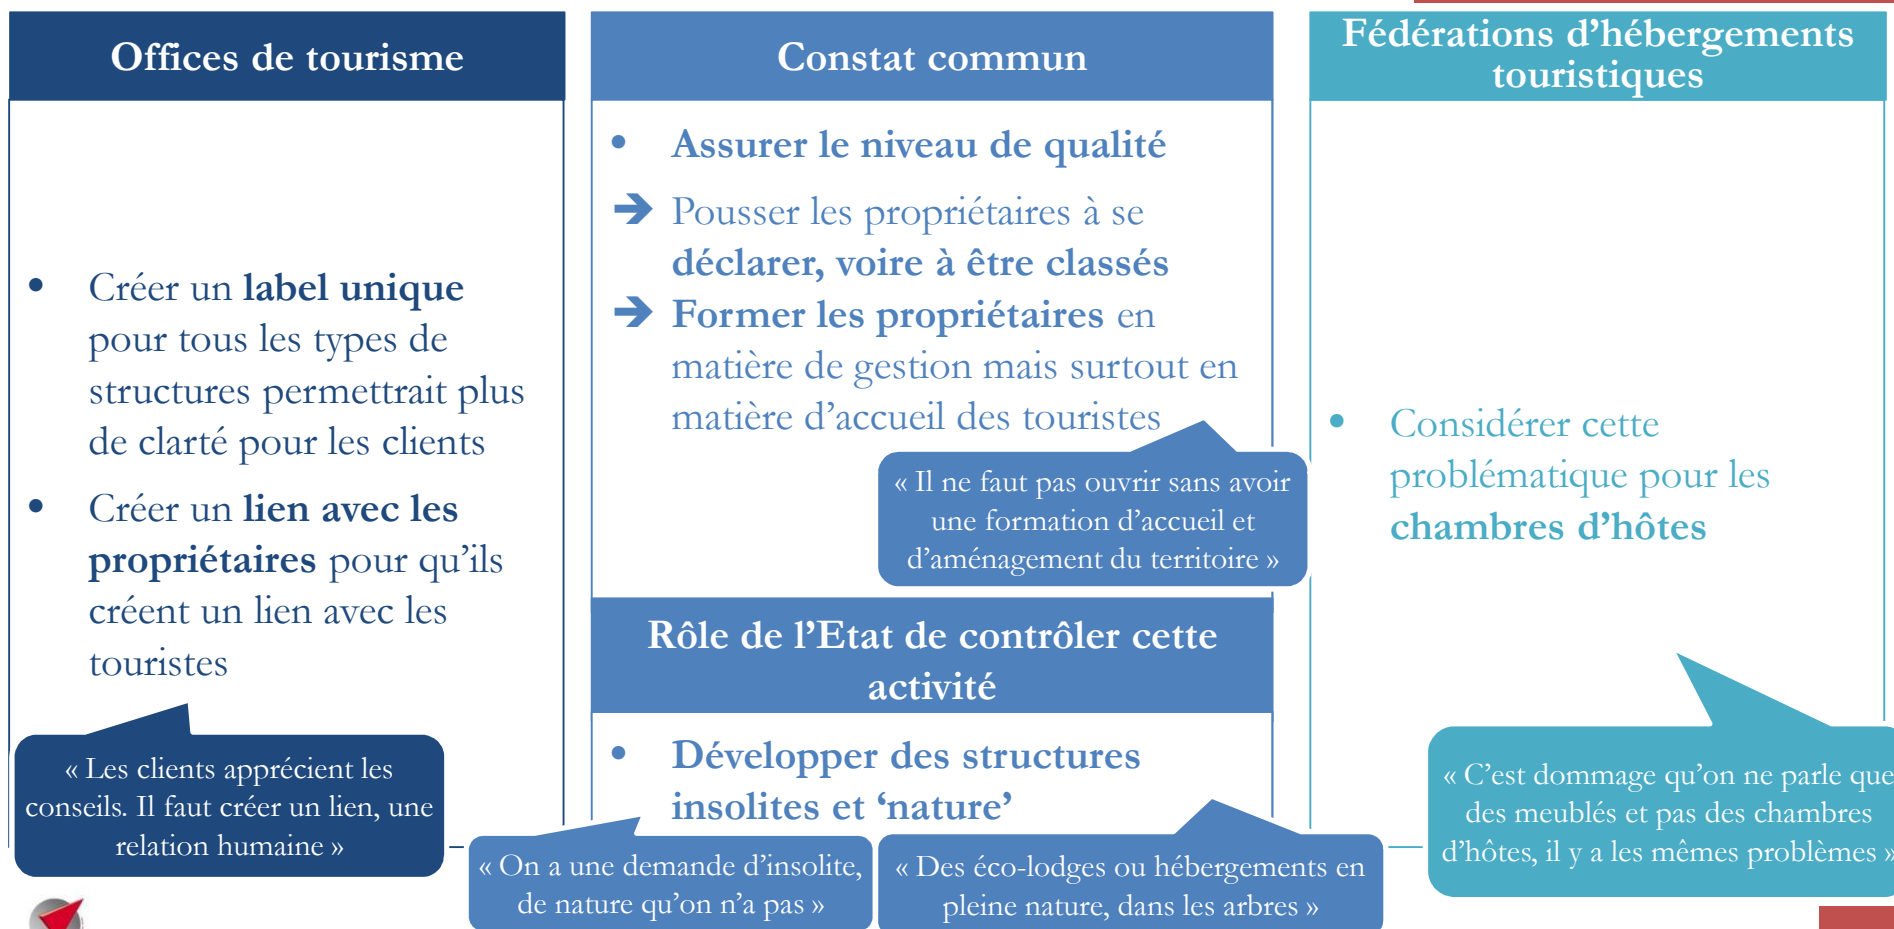 Offices de tourisme
• Créer un label unique
pour tous les types de
structures permettrait plus
de clarté pour les clients
• Créer un lien avec les
propriétaires pour qu’ils
créent un lien avec les
touristes
« Les clients apprécient les
conseils. Il faut créer un lien, une
relation humaine »
Constat commun
• Assurer le niveau de qualité
➔ Pousser les propriétaires à se
déclarer, voire à être classés
➔ Former les propriétaires en
matière de gestion mais surtout en
matière d’accueil des touristes
« Il ne faut pas ouvrir sans avoir
une formation d’accueil et
d’aménagement du territoire »
Rôle de l’Etat de contrôler cette
activité
• Développer des structures
insolites et ‘nature’
« On a une demande d’insolite,
de nature qu’on n’a pas »
« Des éco-lodges ou hébergements en
pleine nature, dans les arbres »
Fédérations d’hébergements
touristiques
• Considérer cette
problématique pour les
chambres d’hôtes
« C’est dommage qu’on ne parle que
des meublés et pas des chambres
d’hôtes, il y a les mêmes problèmes »